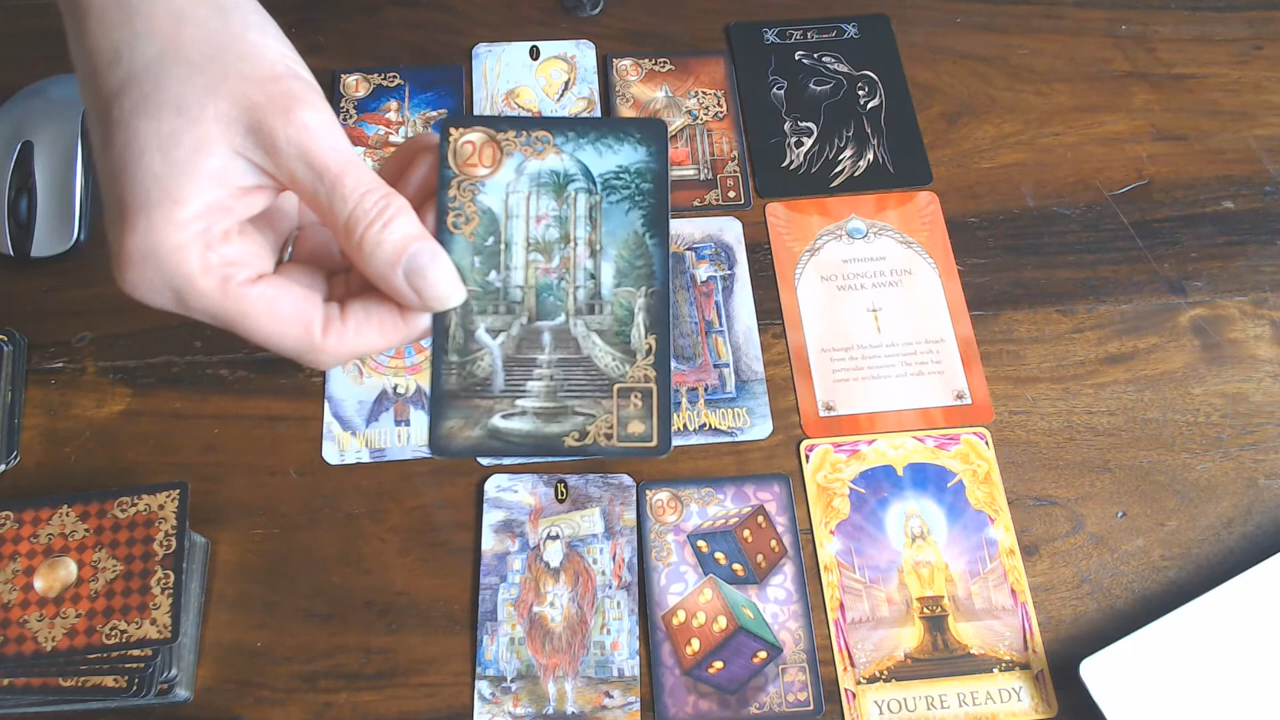 1
7
33
8
The Germid
20
8
WITHDRAW
NO LONGER FUN.
WALK AWAY!
Archangel Michael asks you to detach
from the drama associated with a
particular situation. The time has
come to withdraw and walk away.
THE WHEEL OF
N OF SWORDS
15
39
YOU'RE READY